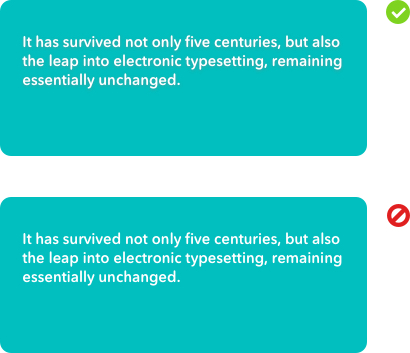 It has survived not only five centuries, but also
the leap into electronic typesetting, remaining
essentially unchanged.
It has survived not only five centuries, but also
the leap into electronic typesetting, remaining
essentially unchanged.